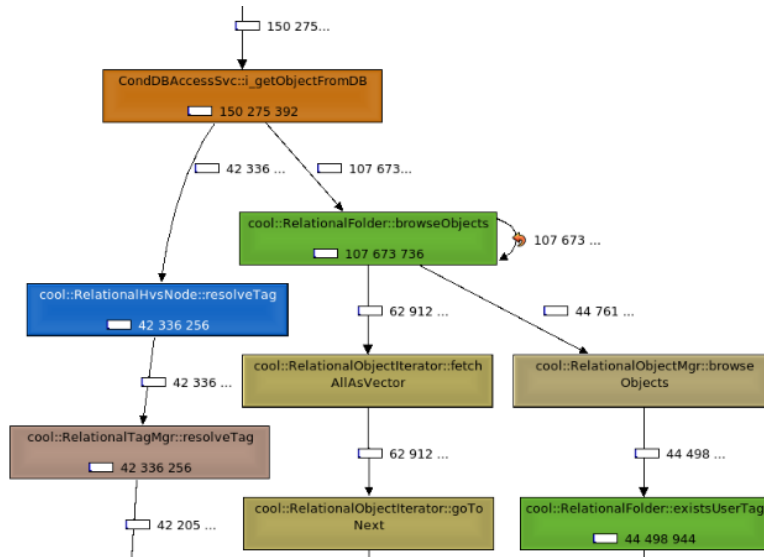 150 275...
CondDBAccessSvc::i_getObjectFromDB
150 275 392
42 336 ...
107 673...
cool::RelationalFolder::browseObjects
107 673 736
107 673 ...
cool::RelationalHvsNode::resolveTag
42 336 256
62 912 ...
44 761 ...
cool::RelationalObjectIterator::fetch
AllAsVector
cool::RelationalObjectMgr::browse
Objects
42 336 ...
cool::RelationalTagMgr::resolveTag
42 336 256
62 912 ...
44 498 ...
42 205 ...
cool::RelationalObjectIterator::goTo
Next
cool::RelationalFolder::existsUserTag
44 498 944